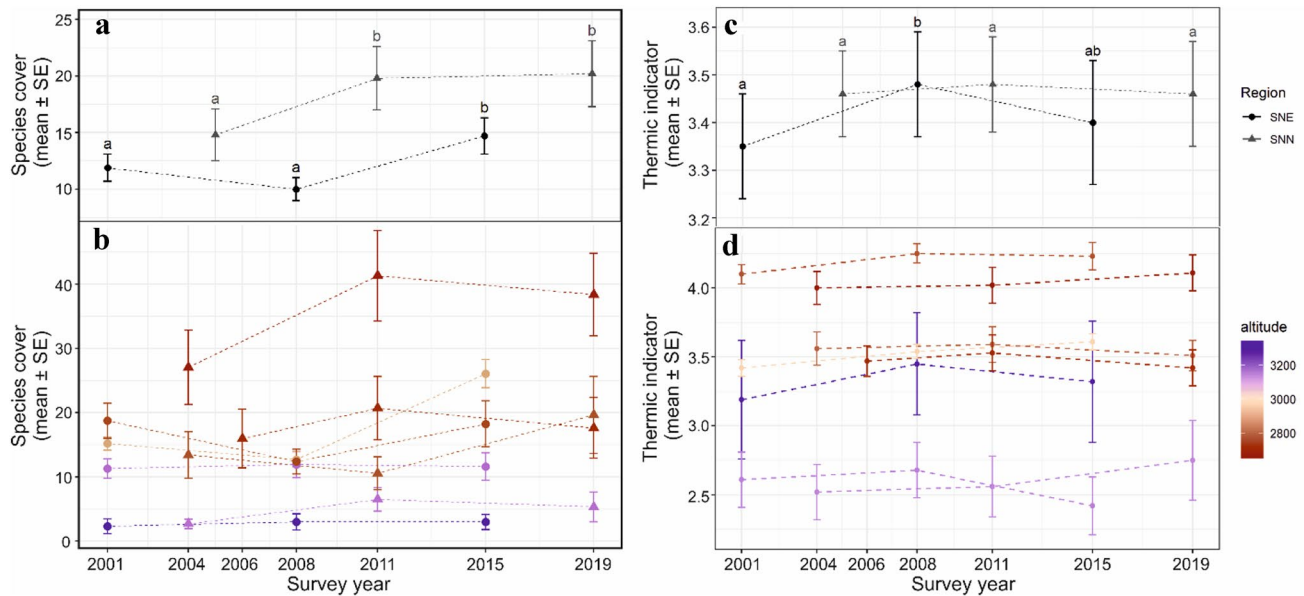 a
Species cover
(mean ± SE)
25
20
15
10
a
a
a
b
b
b
b
Species cover
(mean ± SE)
40
30
20
10
0
2001
2004
2006
2008
2011
2015
2019
Survey year
c
Thermic indicator
(mean ± SE)
3.6
3.5
3.4
3.3
3.2
a
a
b
a
ab
a
Region
SNE
SNN
d
Thermic indicator
(mean ± SE)
4.0
3.5
3.0
2.5
2001
2004
2006
2008
2011
2015
2019
Survey year
altitude
3200
3000
2800